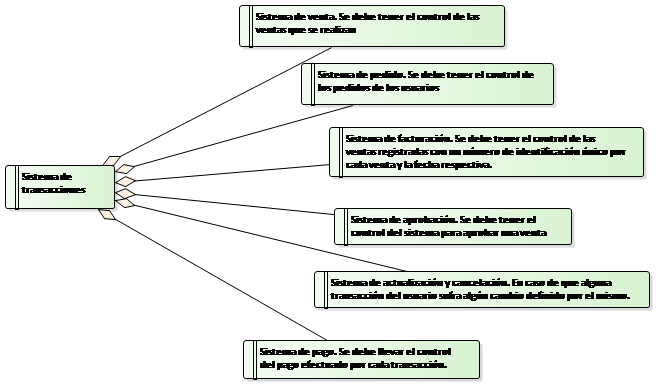 Sistema de venta. Se debe tener el control de las
ventas que se realizan
Sistema de pedido. Se debe tener el control de
los pedidos de los usuarios
Sistema de facturación. Se debe tener el control de las
ventas registradas con un número de identificación único por
cada venta y la fecha respectiva.
Sistema de
transacciones
Sistema de aprobación. Se debe tener el
control del sistema para aprobar una venta
Sistema de actualización y cancelación. En caso de que alguna
transacción del usuario sufra algún cambio definido por el mismo.
Sistema de pago. Se debe llevar el control
del pago efectuado por cada transacción.